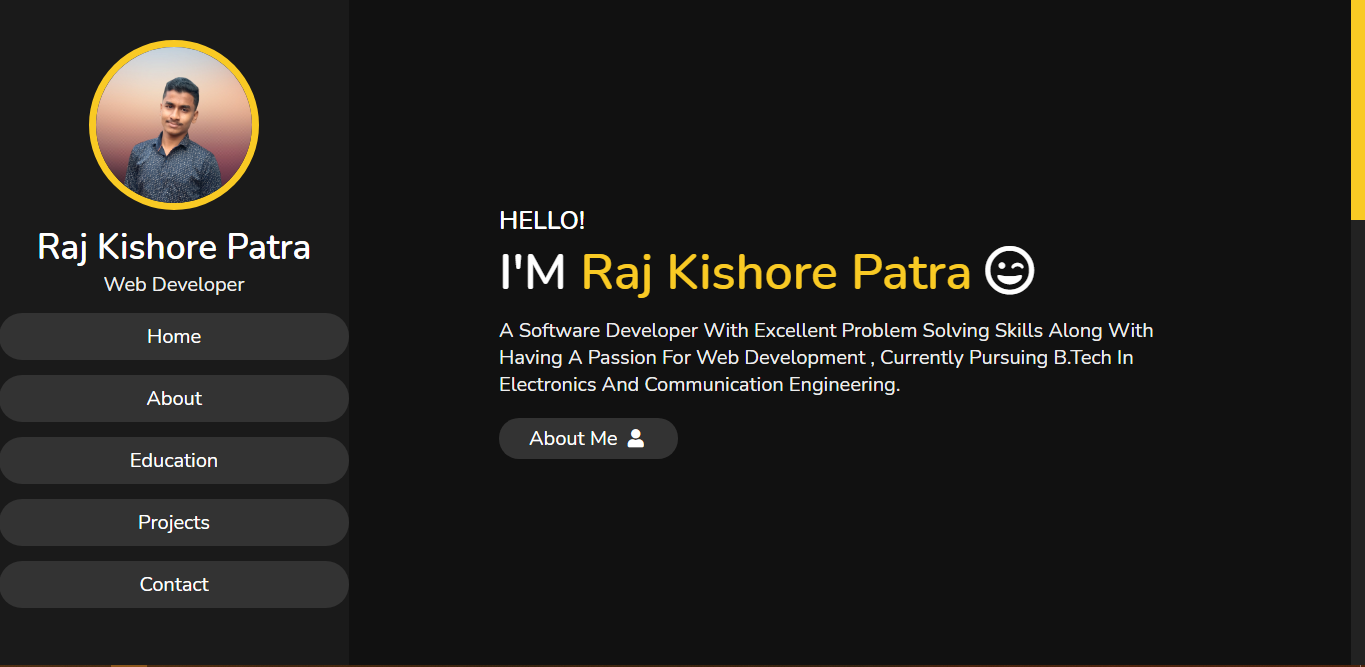 Raj Kishore Patra
Web Developer
Home
About
Education
Projects
Contact
HELLO!
I'M Raj Kishore Patra
A Software Developer With Excellent Problem Solving Skills Along With
Having A Passion For Web Development , Currently Pursuing B.Tech In
Electronics And Communication Engineering.
About Me